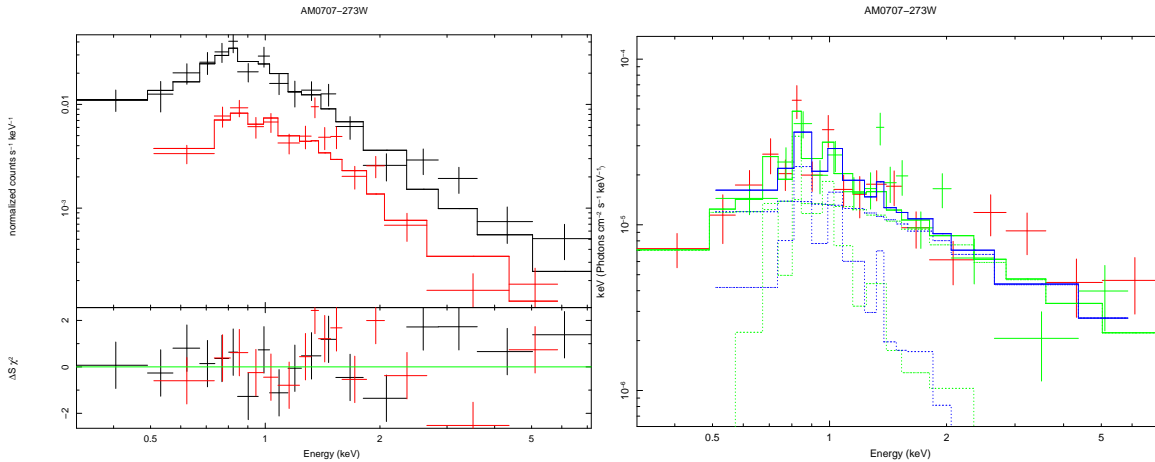 AM0707−273W
normalized counts s⁻¹ keV⁻¹
0.01
10⁻³
ΔS χ²
2
0
−2
0.5
1
2
5
Energy (keV)
AM0707−273W
keV (Photons cm⁻² s⁻¹ keV⁻¹)
10⁻⁴
10⁻⁵
10⁻⁶
0.5
1
2
5
Energy (keV)